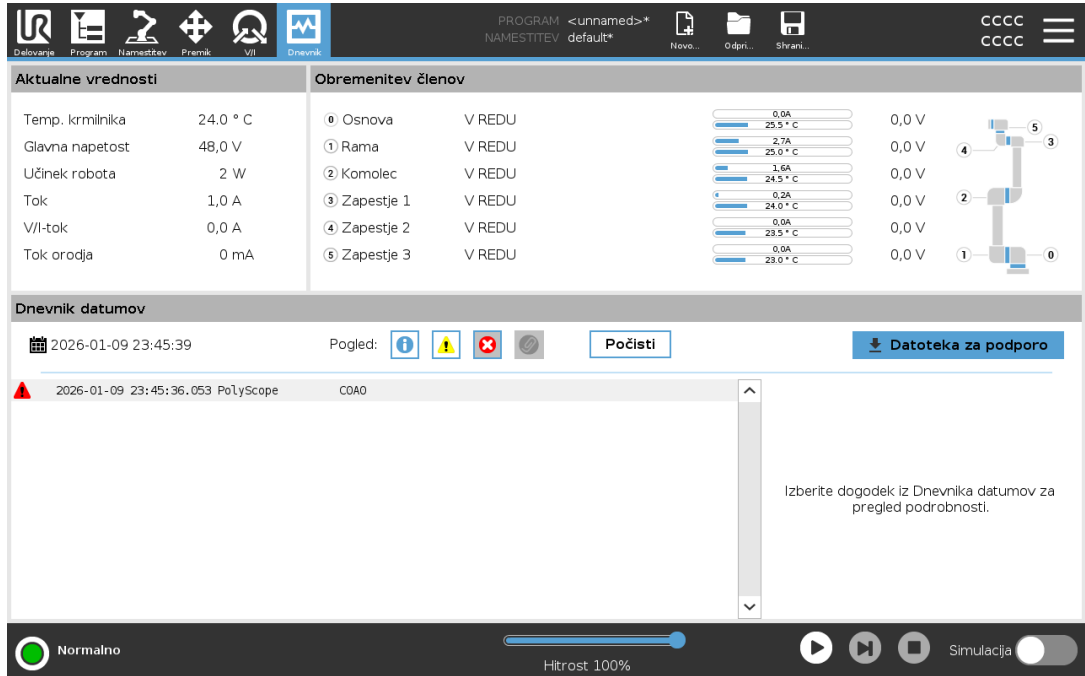 PROGRAM <unnamed>*
NAMESTITEV default*
CCCC
CCCC
Delovanje Program Namestitev Premik V/I Dnevnik Novo... Odpri... Shrani...
Aktualne vrednosti
Temp. krmilnika 24.0 ° C
Glavna napetost 48,0 V
Učinek robota 2 W
Tok 1,0 A
V/I-tok 0,0 A
Tok orodja 0 mA
Obremenitev členov
0 Osnova V REDU 0,0A 25.5 ° C 0,0 V
1 Rama V REDU 2,7A 25.0 ° C 0,0 V
2 Komolec V REDU 1,6A 24.5 ° C 0,0 V
3 Zapestje 1 V REDU 0,2A 24.0 ° C 0,0 V
4 Zapestje 2 V REDU 0,0A 23.5 ° C 0,0 V
5 Zapestje 3 V REDU 0,0A 23.0 ° C 0,0 V
5
4 3
2
1 0
Dnevnik datumov
2026-01-09 23:45:39 Pogled: Počisti Datoteka za podporo
2026-01-09 23:45:36.053 PolyScope C0A0
Izberite dogodek iz Dnevnika datumov za
pregled podrobnosti.
Normalno
Hitrost 100%
Simulacija